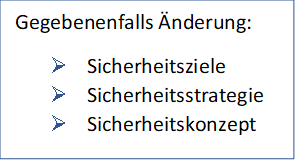 Gegebenenfalls Änderung:
➢ Sicherheitsziele
➢ Sicherheitsstrategie
➢ Sicherheitskonzept